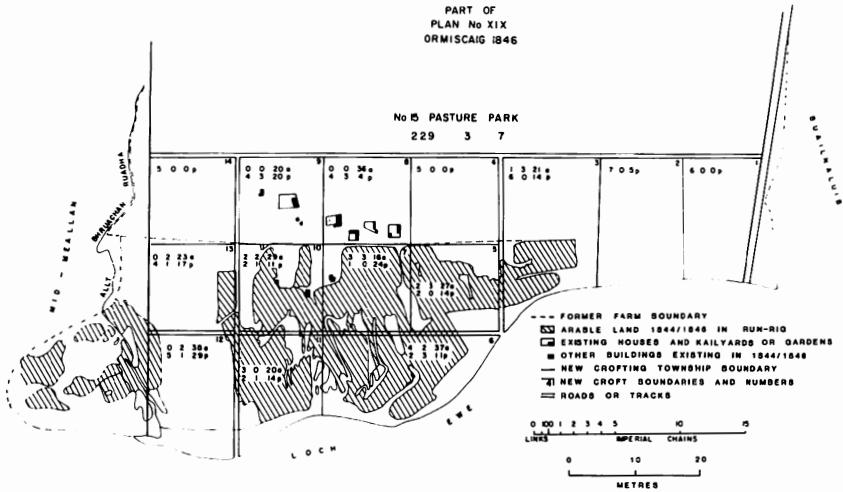 PART OF
PLAN No XIX
ORMISCAIG 1846
No 15 PASTURE PARK
229 3 7
BUAILNALUIS
MID - MEALLAN
ALLT BHRUACHAN RUADHA
14
5 0 0p
9
0 0 20a
4 3 20p
8
0 0 36a
4 3 4p
4
5 0 0p
3
1 3 21a
6 0 14p
2
7 0 5p
1
6 0 0p
13
0 2 23a
4 1 17p
10
2 2 29a
2 1 11p
3 3 16a
1 0 24p
5
2 0 14p
12
0 2 38a
5 1 29p
11
3 0 20a
2 1 14p
6
4 2 37a
2 3 11p
LOCH EWE
FORMER FARM BOUNDARY
ARABLE LAND 1844/1846 IN RUN-RIG
EXISTING HOUSES AND KAILYARDS OR GARDENS
OTHER BUILDINGS EXISTING IN 1844/1846
NEW CROFTING TOWNSHIP BOUNDARY
4 NEW CROFT BOUNDARIES AND NUMBERS
ROADS OR TRACKS
0 100 1 2 3 4 5 10 15
LINKS IMPERIAL CHAINS
0 10 20
METRES